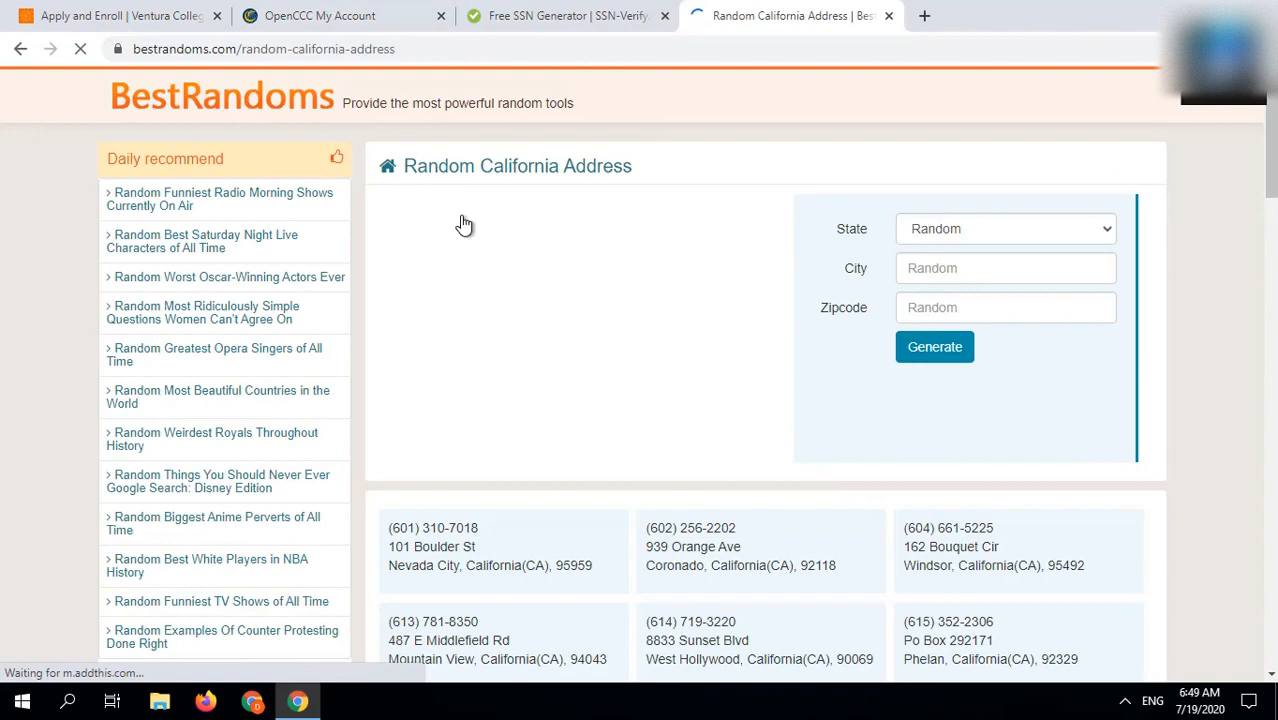 Apply and Enroll | Ventura Colleg
OpenCCC My Account
Free SSN Generator | SSN-Verify.
Random California Address | Bes
bestrandoms.com/random-california-address
BestRandoms Provide the most powerful random tools
Daily recommend
Random Funniest Radio Morning Shows
Currently On Air
Random Best Saturday Night Live
Characters of All Time
Random Worst Oscar-Winning Actors Ever
Random Most Ridiculously Simple
Questions Women Can't Agree On
Random Greatest Opera Singers of All
Time
Random Most Beautiful Countries in the
World
Random Weirdest Royals Throughout
History
Random Things You Should Never Ever
Google Search: Disney Edition
Random Biggest Anime Perverts of All
Time
Random Best White Players in NBA
History
Random Funniest TV Shows of All Time
Random Examples Of Counter Protesting
Done Right
Random California Address
State Random
City Random
Zipcode Random
Generate
(601) 310-7018
101 Boulder St
Nevada City, California(CA), 95959
(602) 256-2202
939 Orange Ave
Coronado, California(CA), 92118
(604) 661-5225
162 Bouquet Cir
Windsor, California(CA), 95492
(613) 781-8350
487 E Middlefield Rd
Mountain View, California(CA), 94043
(614) 719-3220
8833 Sunset Blvd
West Hollywood, California(CA), 90069
(615) 352-2306
Po Box 292171
Phelan, California(CA), 92329
Waiting for m.addthis.com...
ENG
6:49 AM
7/19/2020